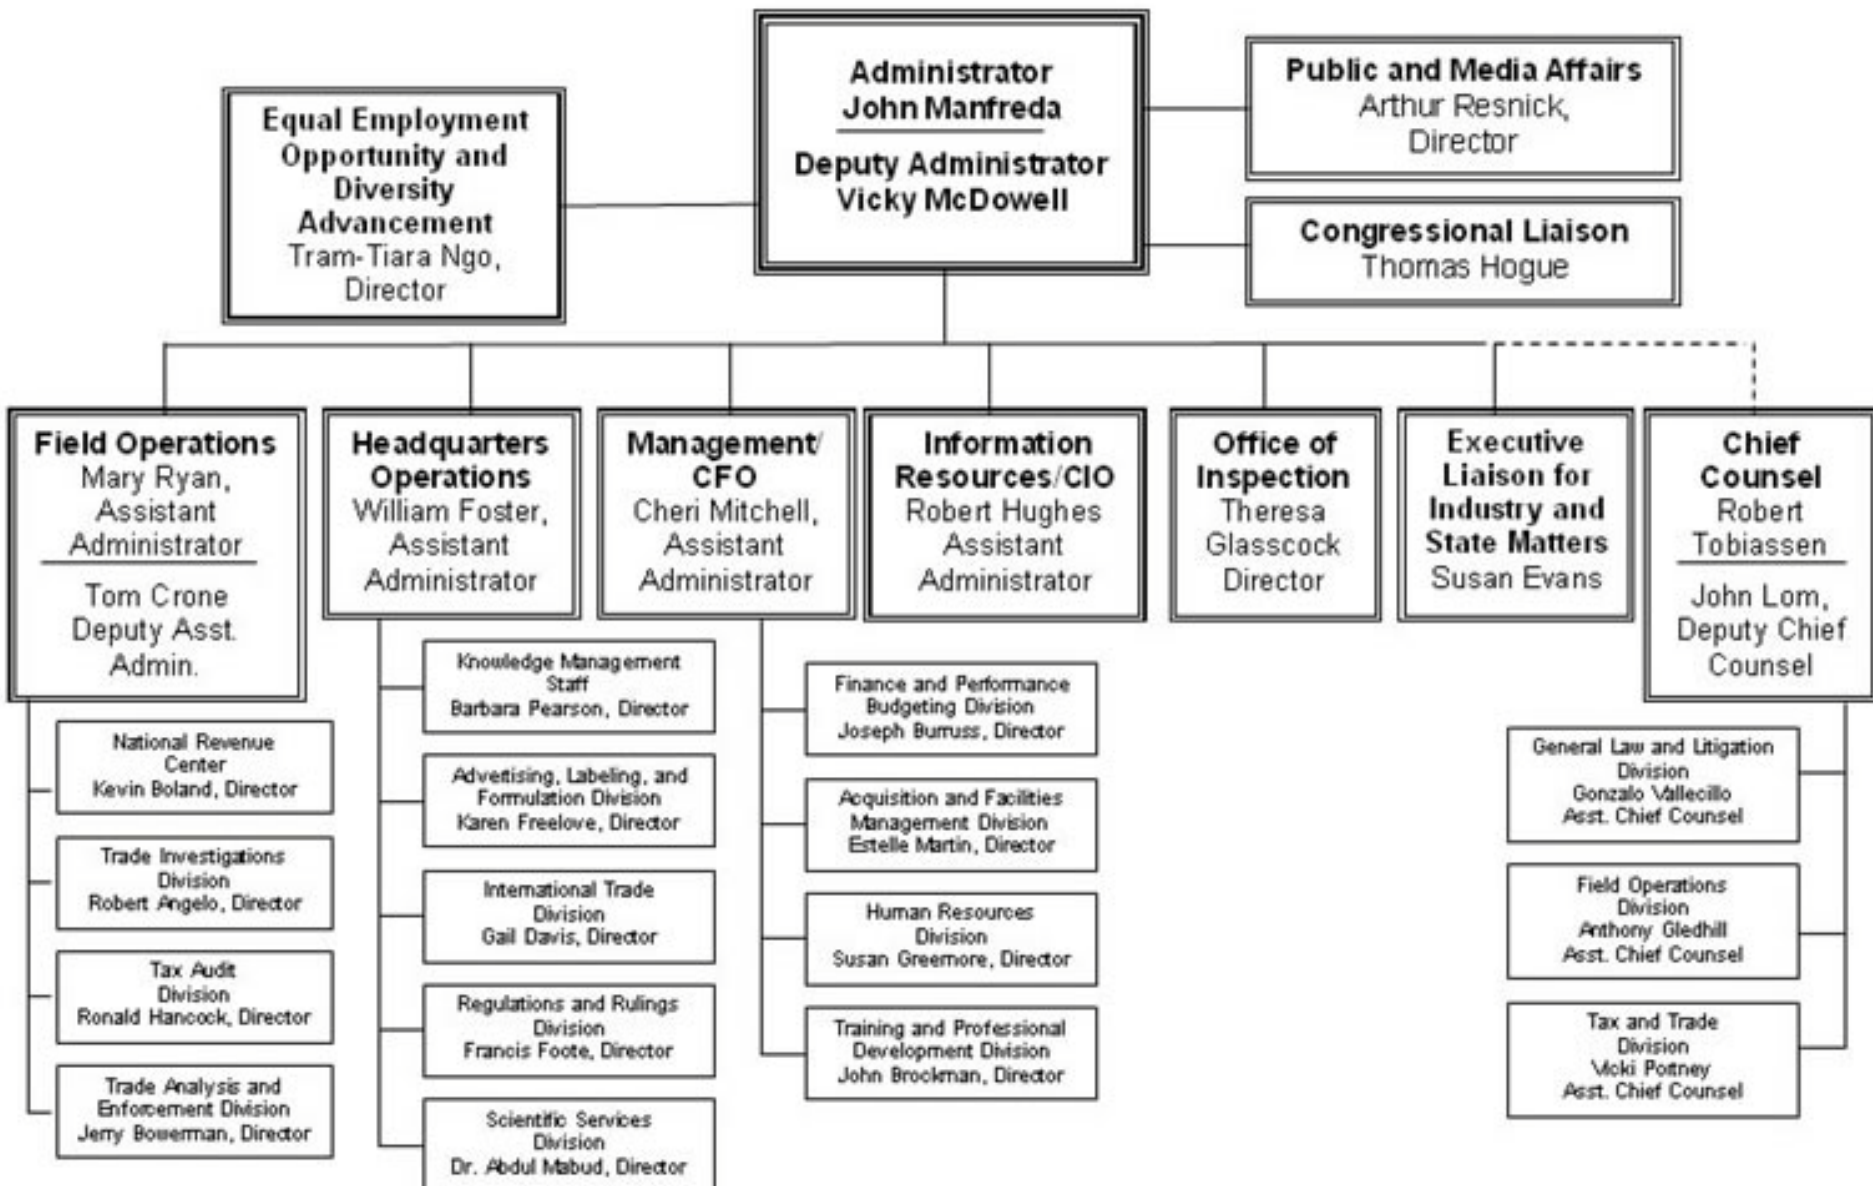 Administrator
John Manfreda
Deputy Administrator
Vicky McDowell
Equal Employment
Opportunity and
Diversity
Advancement
Tram-Tiara Ngo,
Director
Public and Media Affairs
Arthur Resnick,
Director
Congressional Liaison
Thomas Hogue
Field Operations
Mary Ryan,
Assistant
Administrator
Tom Crone
Deputy Asst.
Admin.
National Revenue
Center
Kevin Boland, Director
Trade Investigations
Division
Robert Angelo, Director
Tax Audit
Division
Ronald Hancock, Director
Trade Analysis and
Enforcement Division
Jerry Bowerman, Director
Headquarters
Operations
William Foster,
Assistant
Administrator
Knowledge Management
Staff
Barbara Pearson, Director
Advertising, Labeling, and
Formulation Division
Karen Freelove, Director
International Trade
Division
Gail Davis, Director
Regulations and Rulings
Division
Francis Foote, Director
Scientific Services
Division
Dr. Abdul Mabud, Director
Management/
CFO
Cheri Mitchell,
Assistant
Administrator
Finance and Performance
Budgeting Division
Joseph Burruss, Director
Acquisition and Facilities
Management Division
Estelle Martin, Director
Human Resources
Division
Susan Greemore, Director
Training and Professional
Development Division
John Brockman, Director
Information
Resources/CIO
Robert Hughes
Assistant
Administrator
Office of
Inspection
Theresa
Glasscock
Director
Executive
Liaison for
Industry and
State Matters
Susan Evans
Chief
Counsel
Robert
Tobiassen
John Lom,
Deputy Chief
Counsel
General Law and Litigation
Division
Gonzalo Vallecillo
Asst. Chief Counsel
Field Operations
Division
Anthony Gledhill
Asst. Chief Counsel
Tax and Trade
Division
Vicki Portney
Asst. Chief Counsel